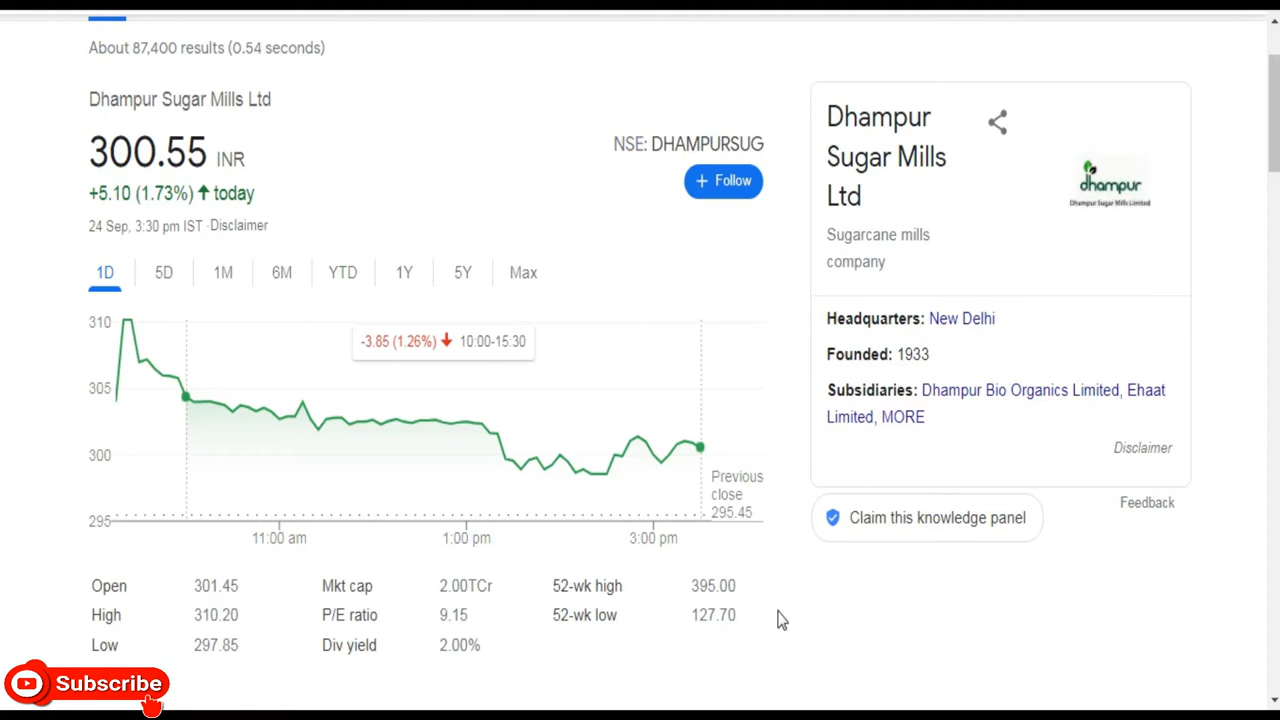 About 87,400 results (0.54 seconds)
Dhampur Sugar Mills Ltd
300.55 INR
+5.10 (1.73%) ↑ today
24 Sep, 3:30 pm IST · Disclaimer
NSE: DHAMPURSUG
+ Follow
1D 5D 1M 6M YTD 1Y 5Y Max
310
305
300
295
-3.85 (1.26%) ↓ 10:00-15:30
Previous
close
295.45
11:00 am 1:00 pm 3:00 pm
Open 301.45 Mkt cap 2.00TCr 52-wk high 395.00
High 310.20 P/E ratio 9.15 52-wk low 127.70
Low 297.85 Div yield 2.00%
Dhampur
Sugar Mills
Ltd
Sugarcane mills
company
dhampur
Dhampur Sugar Mills Limited
Headquarters: New Delhi
Founded: 1933
Subsidiaries: Dhampur Bio Organics Limited, Ehaat
Limited, MORE
Disclaimer
Claim this knowledge panel
Feedback
Subscribe